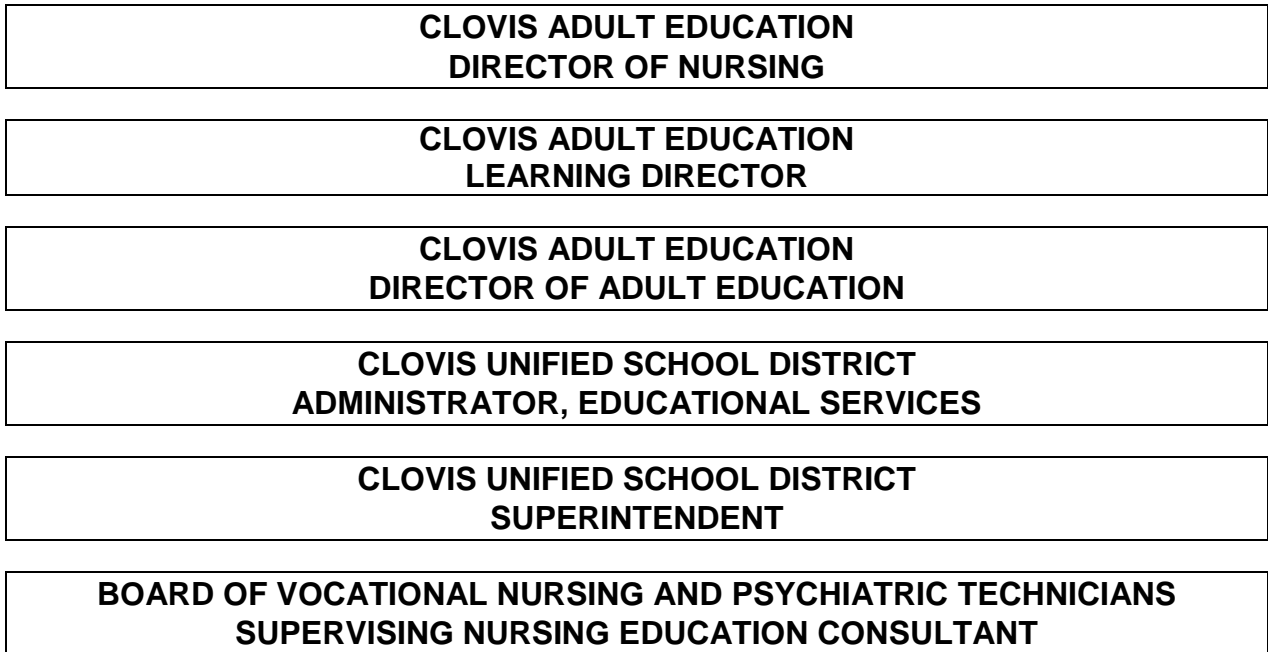 CLOVIS ADULT EDUCATION
DIRECTOR OF NURSING
CLOVIS ADULT EDUCATION
LEARNING DIRECTOR
CLOVIS ADULT EDUCATION
DIRECTOR OF ADULT EDUCATION
CLOVIS UNIFIED SCHOOL DISTRICT
ADMINISTRATOR, EDUCATIONAL SERVICES
CLOVIS UNIFIED SCHOOL DISTRICT
SUPERINTENDENT
BOARD OF VOCATIONAL NURSING AND PSYCHIATRIC TECHNICIANS
SUPERVISING NURSING EDUCATION CONSULTANT